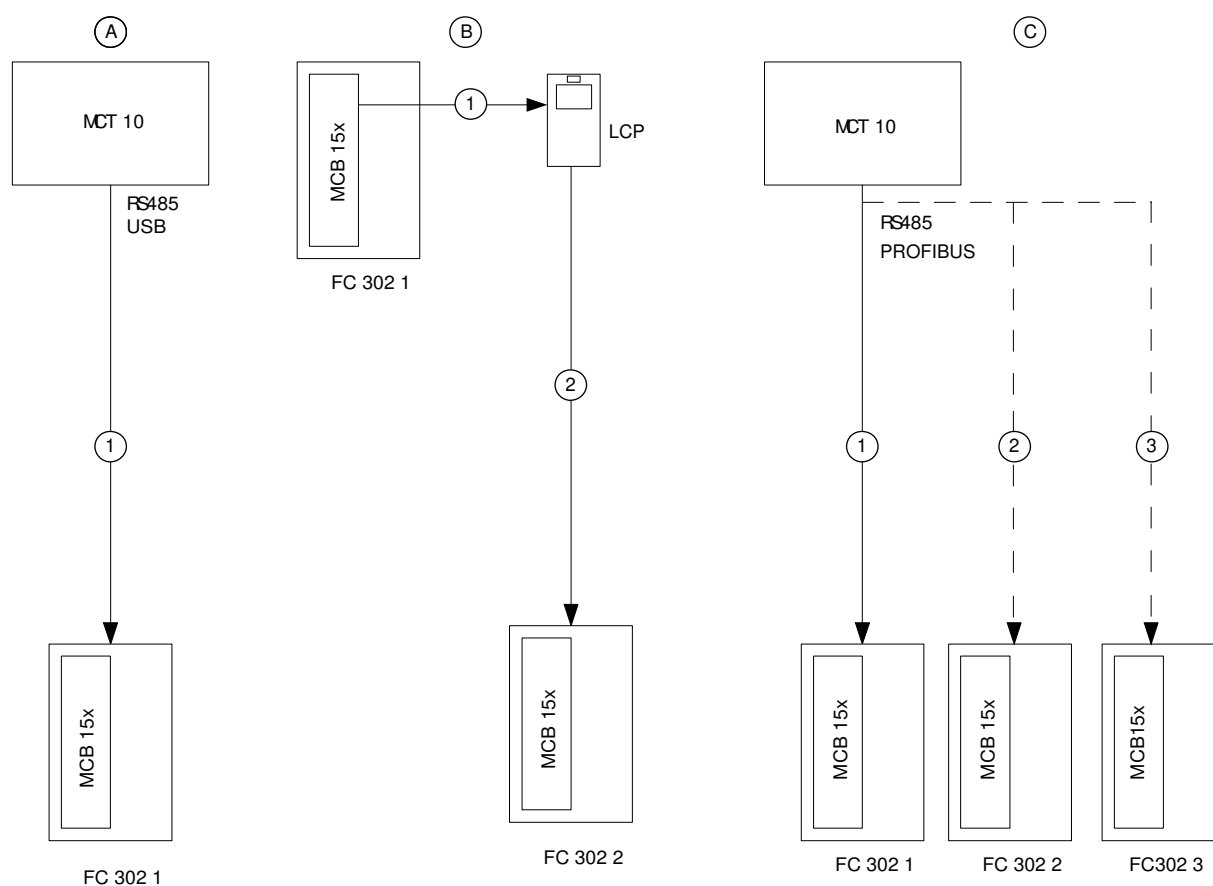 A
B
C
MCT 10
RS485
USB
1
MCB 15x
FC 302 1
MCB 15x
FC 302 1
1
LCP
2
MCB 15x
FC 302 2
MCT 10
RS485
PROFIBUS
1
2
3
MCB 15x
MCB 15x
MCB15x
FC 302 1
FC 302 2
FC302 3